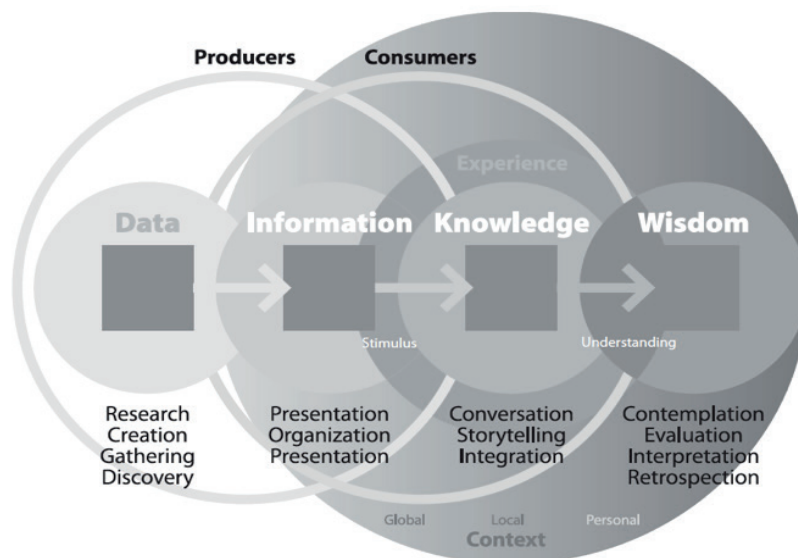 Producers
Consumers
Experience
Data
Information
Knowledge
Wisdom
Stimulus
Understanding
Research
Creation
Gathering
Discovery
Presentation
Organization
Presentation
Conversation
Storytelling
Integration
Contemplation
Evaluation
Interpretation
Retrospection
Global
Local
Personal
Context